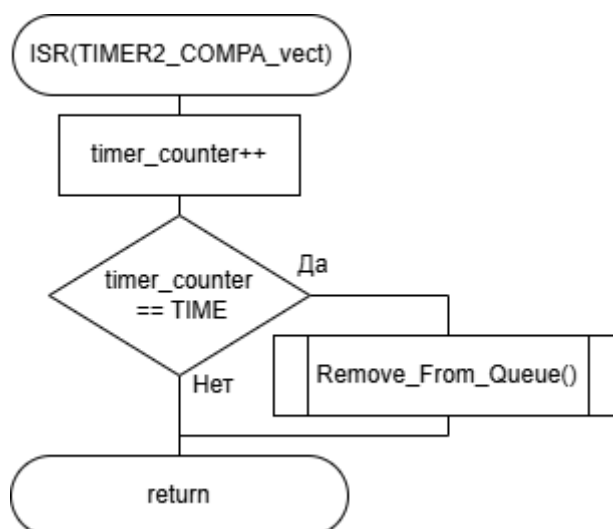 ISR(TIMER2_COMPA_vect)
timer_counter++
timer_counter
== TIME
Да
Нет
Remove_From_Queue()
return